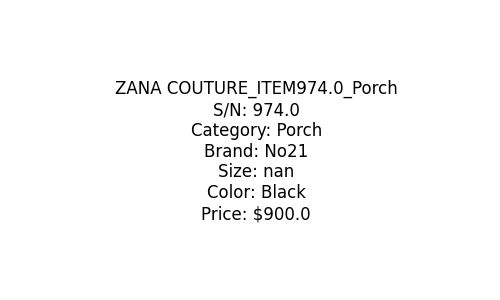 ZANA COUTURE_ITEM974.0_Porch
S/N: 974.0
Category: Porch
Brand: No21
Size: nan
Color: Black
Price: $900.0